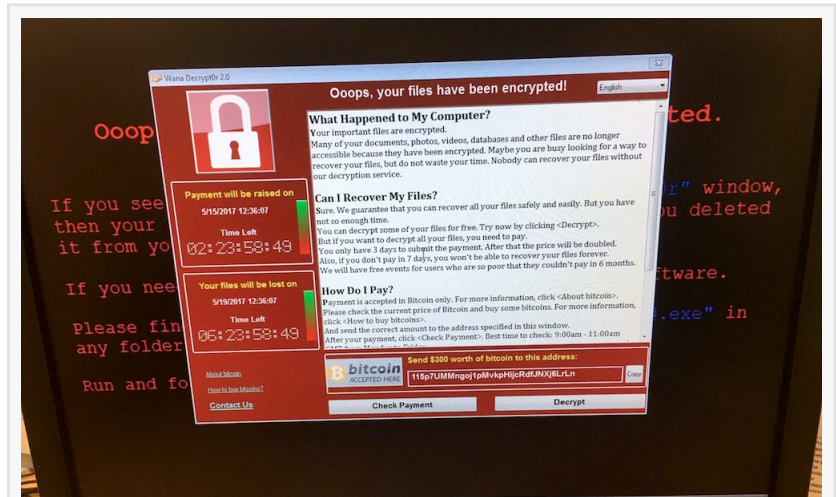 Wana Decrypt0r 2.0
Ooops, your files have been encrypted!
English
What Happened to My Computer?
Your important files are encrypted.
Many of your documents, photos, videos, databases and other files are no longer
accessible because they have been encrypted. Maybe you are busy looking for a way to
recover your files, but do not waste your time. Nobody can recover your files without
our decryption service.
Can I Recover My Files?
Sure. We guarantee that you can recover all your files safely and easily. But you have
not so enough time.
You can decrypt some of your files for free. Try now by clicking <Decrypt>.
But if you want to decrypt all your files, you need to pay.
You only have 3 days to submit the payment. After that the price will be doubled.
Also, if you don't pay in 7 days, you won't be able to recover your files forever.
We will have free events for users who are so poor that they couldn't pay in 6 months.
How Do I Pay?
Payment is accepted in Bitcoin only. For more information, click <About bitcoin>.
Please check the current price of Bitcoin and buy some bitcoins. For more information,
click <How to buy bitcoins>.
And send the correct amount to the address specified in this window.
After your payment, click <Check Payment>. Best time to check: 9:00am - 11:00am
Payment will be raised on
5/15/2017 12:36:07
Time Left
02:23:58:49
Your files will be lost on
5/19/2017 12:36:07
Time Left
06:23:58:49
About bitcoin
How to buy bitcoins?
Contact Us
bitcoin
ACCEPTED HERE
Send $300 worth of bitcoin to this address:
115p7UMMngoj1pMvkpHijcRdfJNXj6LrLn
Copy
Check Payment
Decrypt
Ooop
ted.
If you see
window,
then your
deleted
it from yo
If you nee
tware.
Please fin
.exe" in
any folder
Run and fo